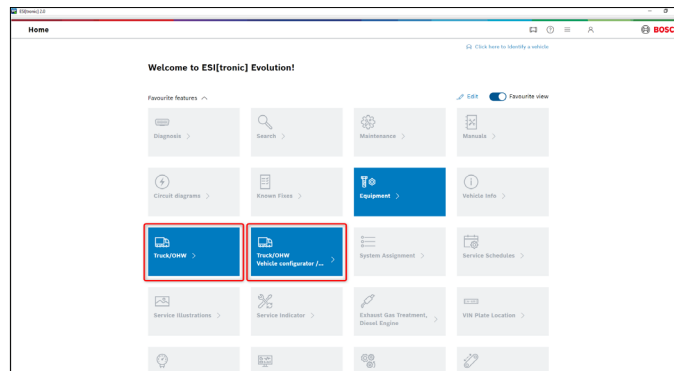 ESI[tronic] 2.0
Home
BOSC
Click here to identify a vehicle
Welcome to ESI[tronic] Evolution!
Favourite features
Edit
Favourite view
Diagnosis >
Search >
Maintenance >
Manuals >
Circuit diagrams >
Known Fixes >
Equipment >
Vehicle Info >
Truck/OHW >
Truck/OHW
Vehicle configurator /... >
System Assignment >
Service Schedules >
Service Illustrations >
Service Indicator >
Exhaust Gas Treatment,
Diesel Engine >
VIN Plate Location >